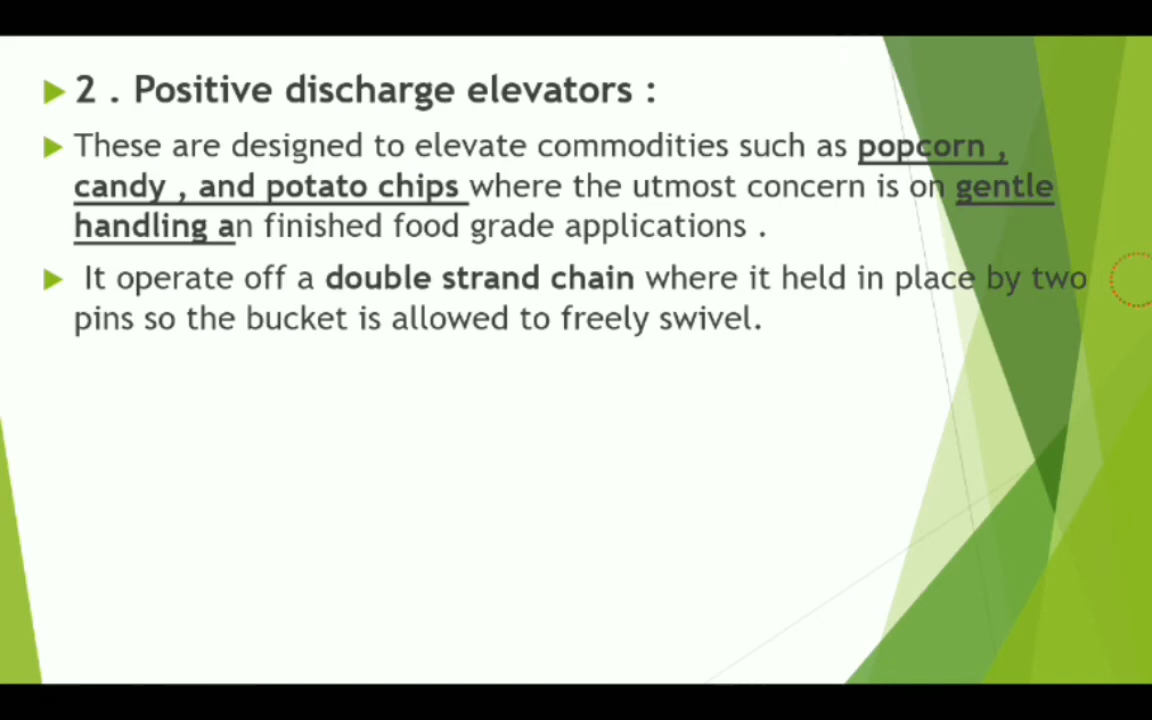 2 . Positive discharge elevators :
These are designed to elevate commodities such as popcorn ,
candy , and potato chips where the utmost concern is on gentle
handling an finished food grade applications .
It operate off a double strand chain where it held in place by two
pins so the bucket is allowed to freely swivel.